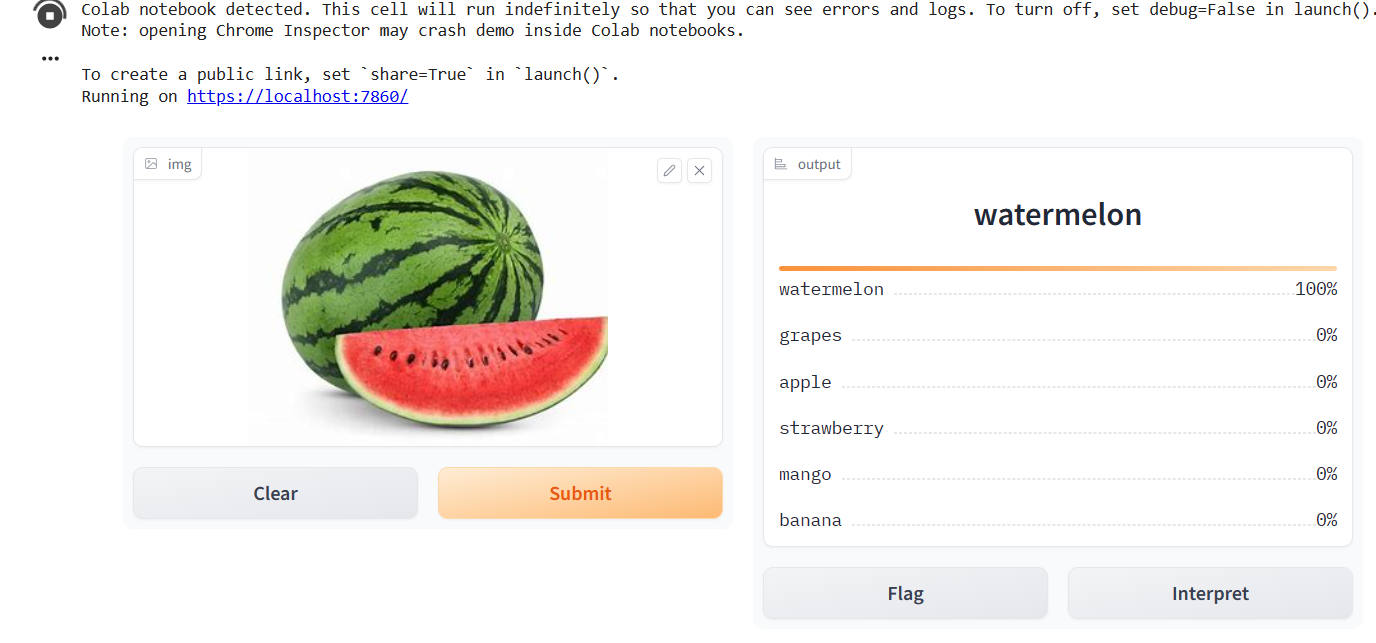 Colab notebook detected. This cell will run indefinitely so that you can see errors and logs. To turn off, set debug=False in launch().
Note: opening Chrome Inspector may crash demo inside Colab notebooks.
To create a public link, set `share=True` in `launch()`.
Running on https://localhost:7860/
img
output
watermelon
watermelon 100%
grapes 0%
apple 0%
strawberry 0%
mango 0%
banana 0%
Clear
Submit
Flag
Interpret